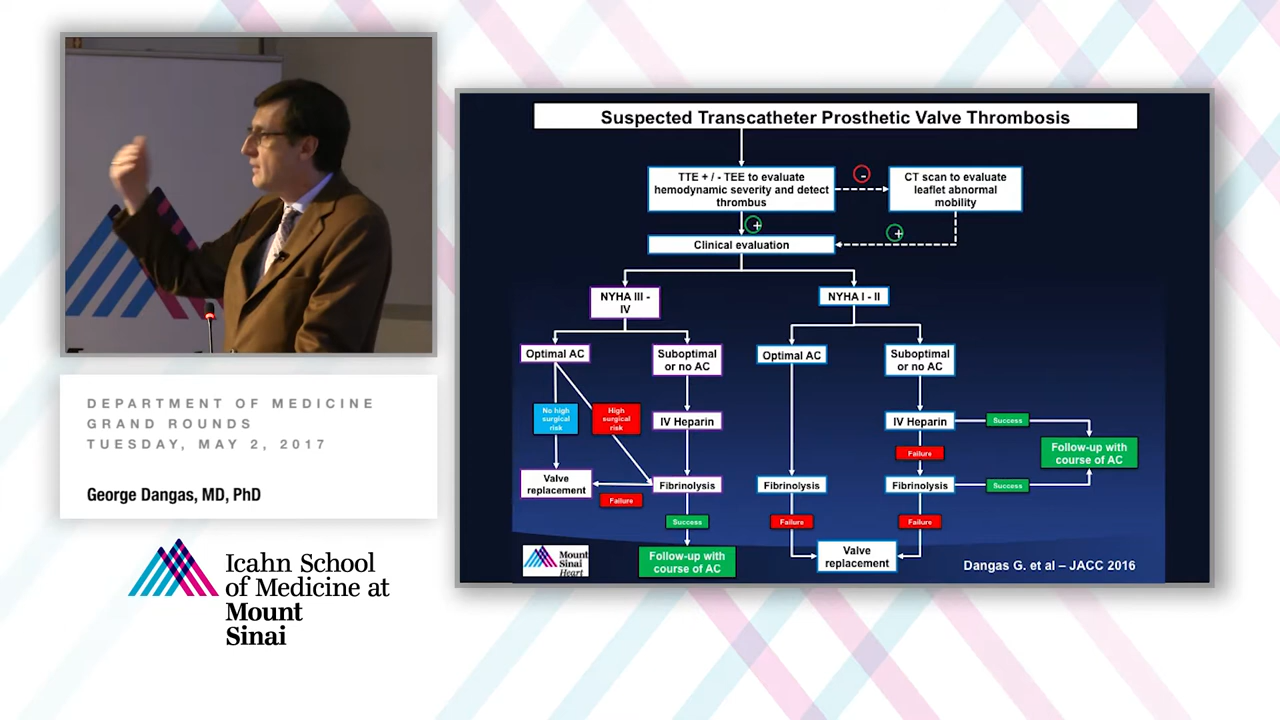 DEPARTMENT OF MEDICINE
GRAND ROUNDS
TUESDAY, MAY 2, 2017
George Dangas, MD, PhD
Icahn School
of Medicine at
Mount
Sinai
Suspected Transcatheter Prosthetic Valve Thrombosis
TTE + / - TEE to evaluate
hemodynamic severity and detect
thrombus
-
CT scan to evaluate
leaflet abnormal
mobility
+
+
Clinical evaluation
NYHA III -
IV
NYHA I - II
Optimal AC
Suboptimal
or no AC
Optimal AC
Suboptimal
or no AC
No high
surgical
risk
High
surgical
risk
IV Heparin
IV Heparin
Success
Failure
Follow-up with
course of AC
Valve
replacement
Failure
Fibrinolysis
Fibrinolysis
Fibrinolysis
Success
Success
Failure
Failure
Follow-up with
course of AC
Valve
replacement
Mount
Sinai
Heart
Dangas G. et al – JACC 2016